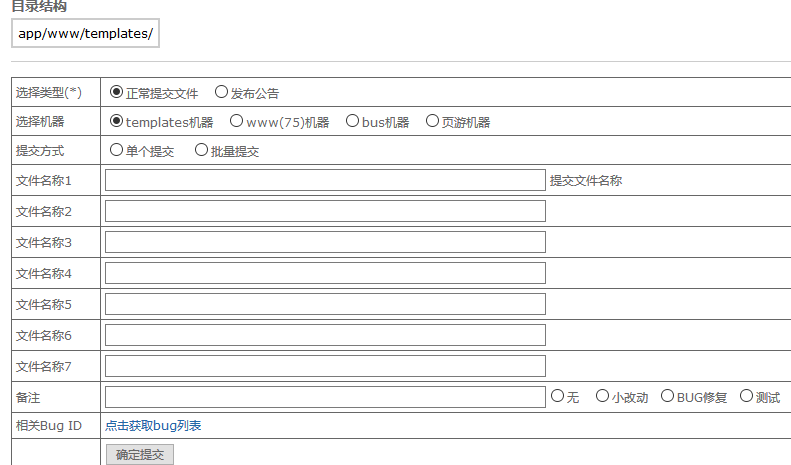 目录结构
app/www/templates/
选择类型(*) 正常提交文件 发布公告
选择机器 templates机器 www(75)机器 bus机器 页游机器
提交方式 单个提交 批量提交
文件名称1 提交文件名称
文件名称2
文件名称3
文件名称4
文件名称5
文件名称6
文件名称7
备注 无 小改动 BUG修复 测试
相关Bug ID 点击获取bug列表
确定提交